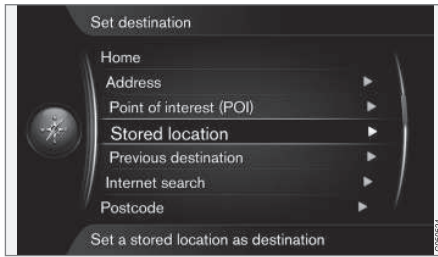 Set destination
Home
Address
Point of interest (POI)
Stored location
Previous destination
Internet search
Postcode
Set a stored location as destination